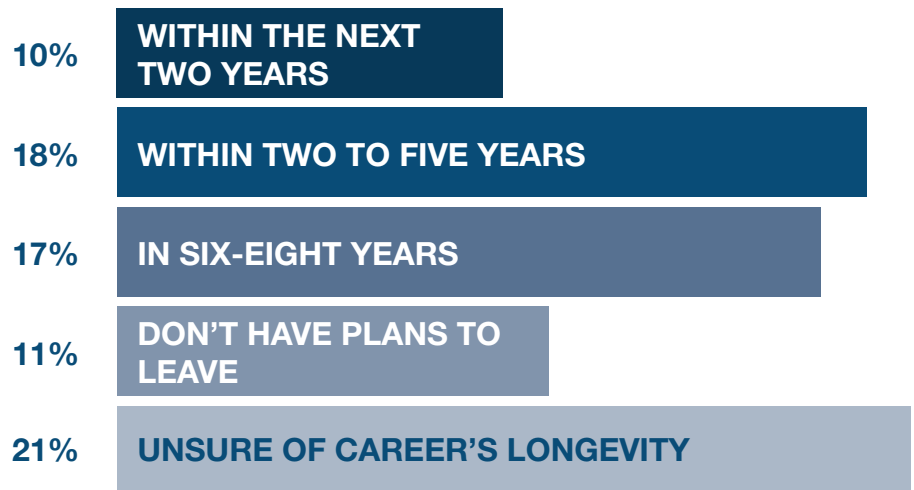 10% WITHIN THE NEXT
TWO YEARS
18% WITHIN TWO TO FIVE YEARS
17% IN SIX-EIGHT YEARS
11% DON’T HAVE PLANS TO
LEAVE
21% UNSURE OF CAREER’S LONGEVITY